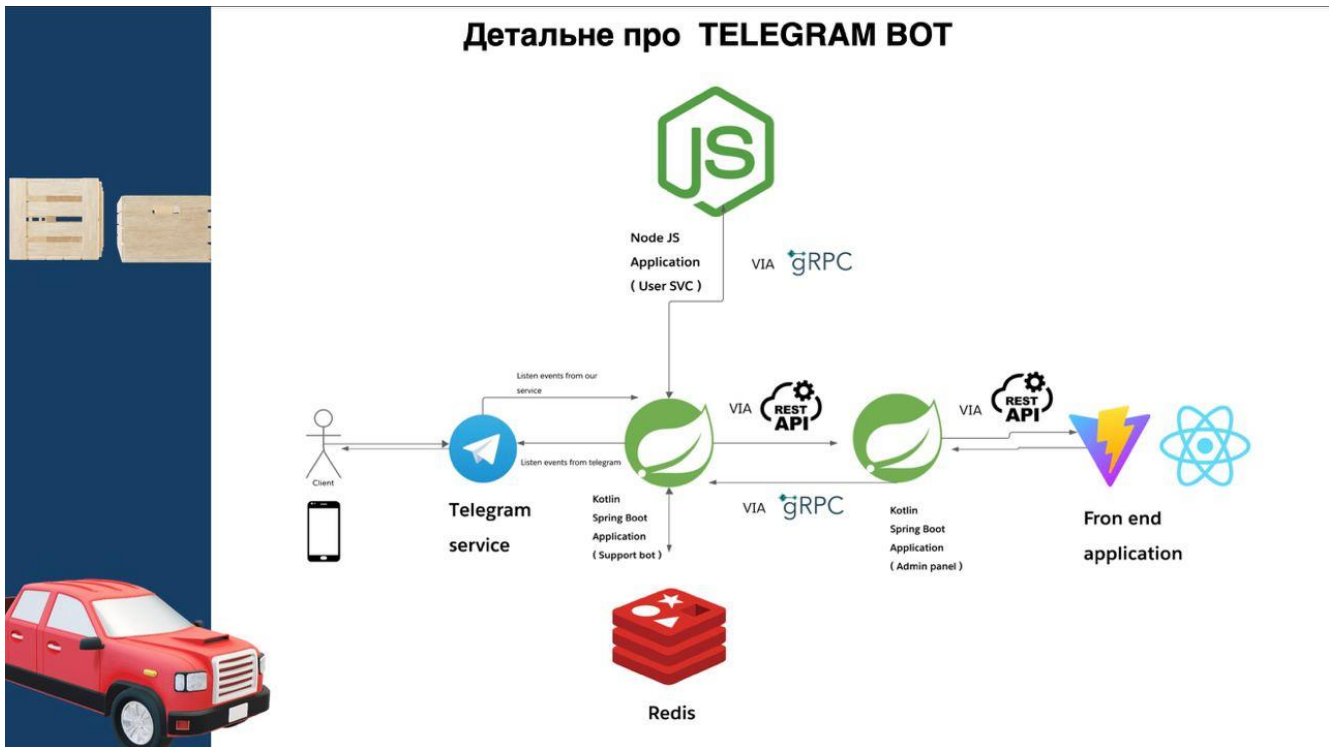 Детальне про TELEGRAM BOT
JS
Node JS
Application
( User SVC )
VIA gRPC
Listen events from our
service
VIA REST
API
VIA REST
API
Listen events from telegram
Client
Telegram
service
Kotlin
Spring Boot
Application
( Support bot )
VIA gRPC
Kotlin
Spring Boot
Application
( Admin panel )
Fron end
application
Redis